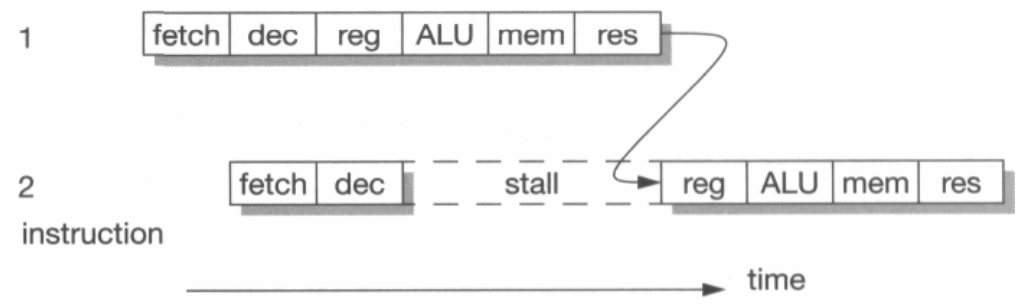 1 fetch dec reg ALU mem res
2 fetch dec stall reg ALU mem res
instruction
time